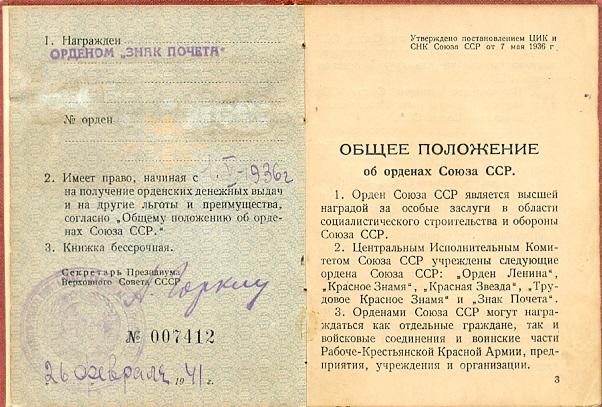 1. Награжден
ОРДЕНОМ „ЗНАК ПОЧЕТА"
№ орден
2. Имеет право, начиная с
1936г
на получение орденских денежных выдач
и на другие льготы и преимущества,
согласно „Общему положению об орде-
нах Союза ССР."
3. Книжка бессрочная.
Секретарь Президиума
Верховного Совета СССР
А. Горкин
№ 007412
26 февраля 1941 г.
Утверждено постановлением ЦИК и
СНК Союза ССР от 7 мая 1936 г.
ОБЩЕЕ ПОЛОЖЕНИЕ
об орденах Союза ССР.
1. Орден Союза ССР является высшей
наградой за особые заслуги в области
социалистического строительства и обороны
Союза ССР.
2. Центральным Исполнительным Коми-
тетом Союза ССР учреждены следующие
ордена Союза ССР: „Орден Ленина",
„Красное Знамя", „Красная Звезда", „Тру-
довое Красное Знамя" и „Знак Почета".
3. Орденами Союза ССР могут награ-
ждаться как отдельные граждане, так и
войсковые соединения и воинские части
Рабоче-Крестьянской Красной Армии, пред-
приятия, учреждения и организации.
3